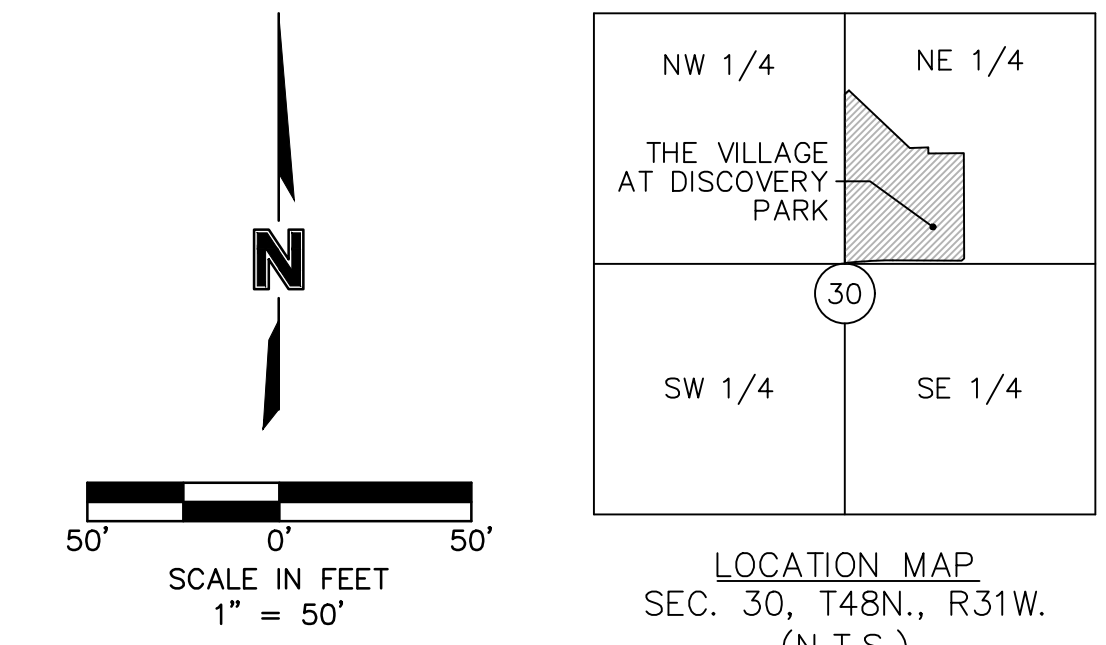 N
50' 0' 50'
SCALE IN FEET
1" = 50'
NW 1/4
NE 1/4
THE VILLAGE
AT DISCOVERY
PARK
30
SW 1/4
SE 1/4
LOCATION MAP
SEC. 30, T48N., R31W.
(N.T.S.)